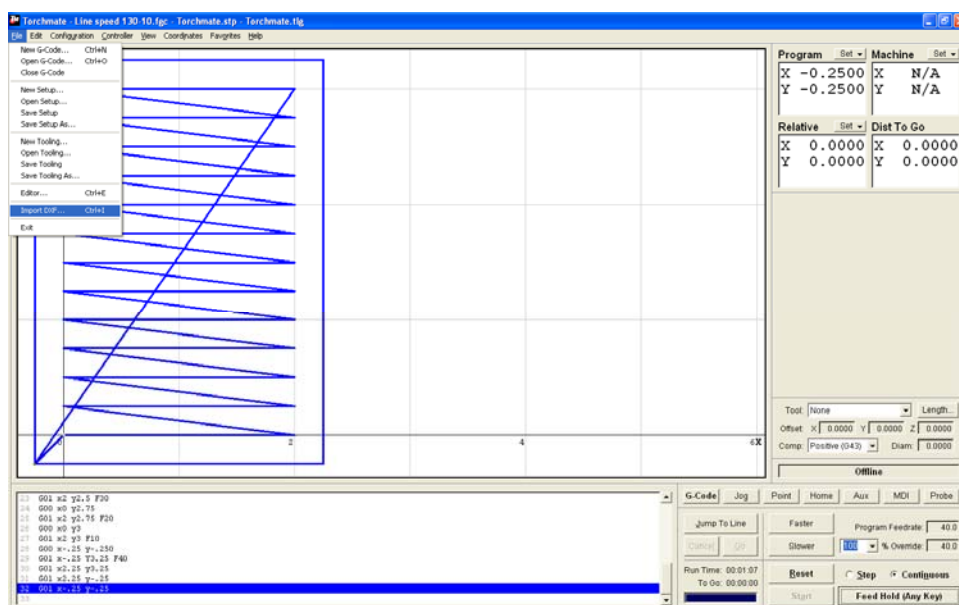 Torchmate - Line speed 130-10.fgc - Torchmate.stp - Torchmate.tlg
File Edit Configuration Controller View Coordinates Favorites Help
New G-Code... Ctrl+N
Open G-Code... Ctrl+O
Close G-Code
New Setup...
Open Setup...
Save Setup
Save Setup As...
New Tooling...
Open Tooling...
Save Tooling
Save Tooling As...
Editor... Ctrl+E
Import DXF... Ctrl+I
Exit
Program Set Machine Set
X -0.2500 X N/A
Y -0.2500 Y N/A
Relative Set Dist To Go
X 0.0000 X 0.0000
Y 0.0000 Y 0.0000
0 2 4 6X
Tool: None Length...
Offset: X 0.0000 Y 0.0000 Z 0.0000
Comp: Positive (G43) Diam: 0.0000
Offline
23 G01 x2 y2.5 F30
24 G00 x0 y2.75
25 G01 x2 y2.75 F20
26 G00 x0 y3
27 G01 x2 y3 F10
28 G00 x-.25 y-.250
29 G01 x-.25 Y3.25 F40
30 G01 x2.25 y3.25
31 G01 x2.25 y-.25
32 G01 x-.25 y-.25
33
G-Code Jog Point Home Aux MDI Probe
Jump To Line Faster Program Feedrate: 40.0
Cancel Go Slower 100 % Override: 40.0
Run Time: 00:01:07
To Go: 00:00:00
Reset Step Contiguous
Start Feed Hold (Any Key)